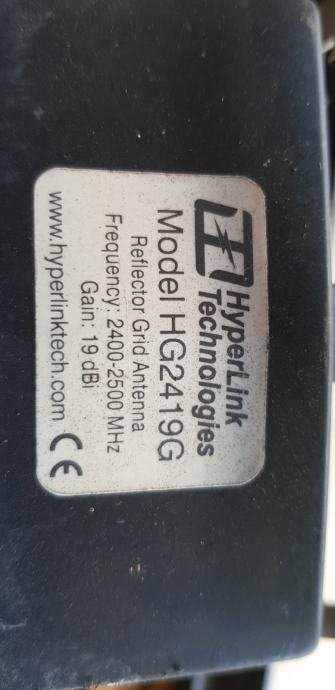 HyperLink
Technologies
Model HG2419G
Reflector Grid Antenna
Frequency: 2400-2500 MHz
Gain: 19 dBi
www.hyperlinktech.com CE